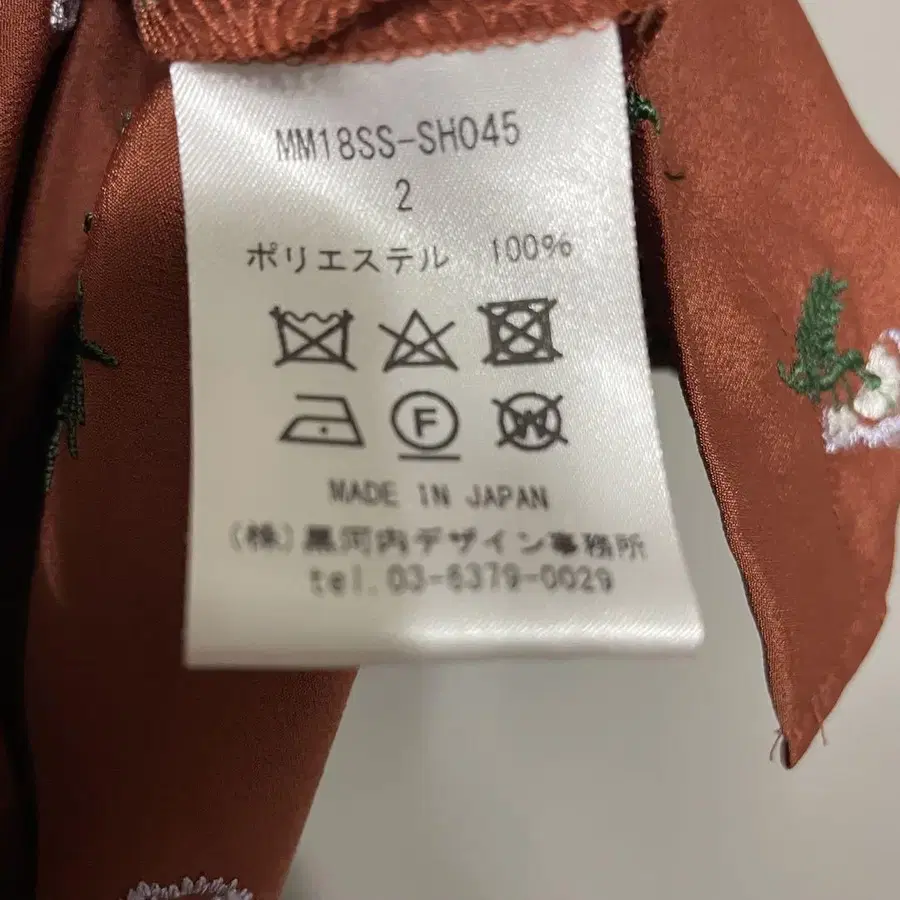 MM18SS-SH045
2
ポリエステル 100%
F
W
MADE IN JAPAN
(株)黒河内デザイン事務所
tel.03-6379-0029